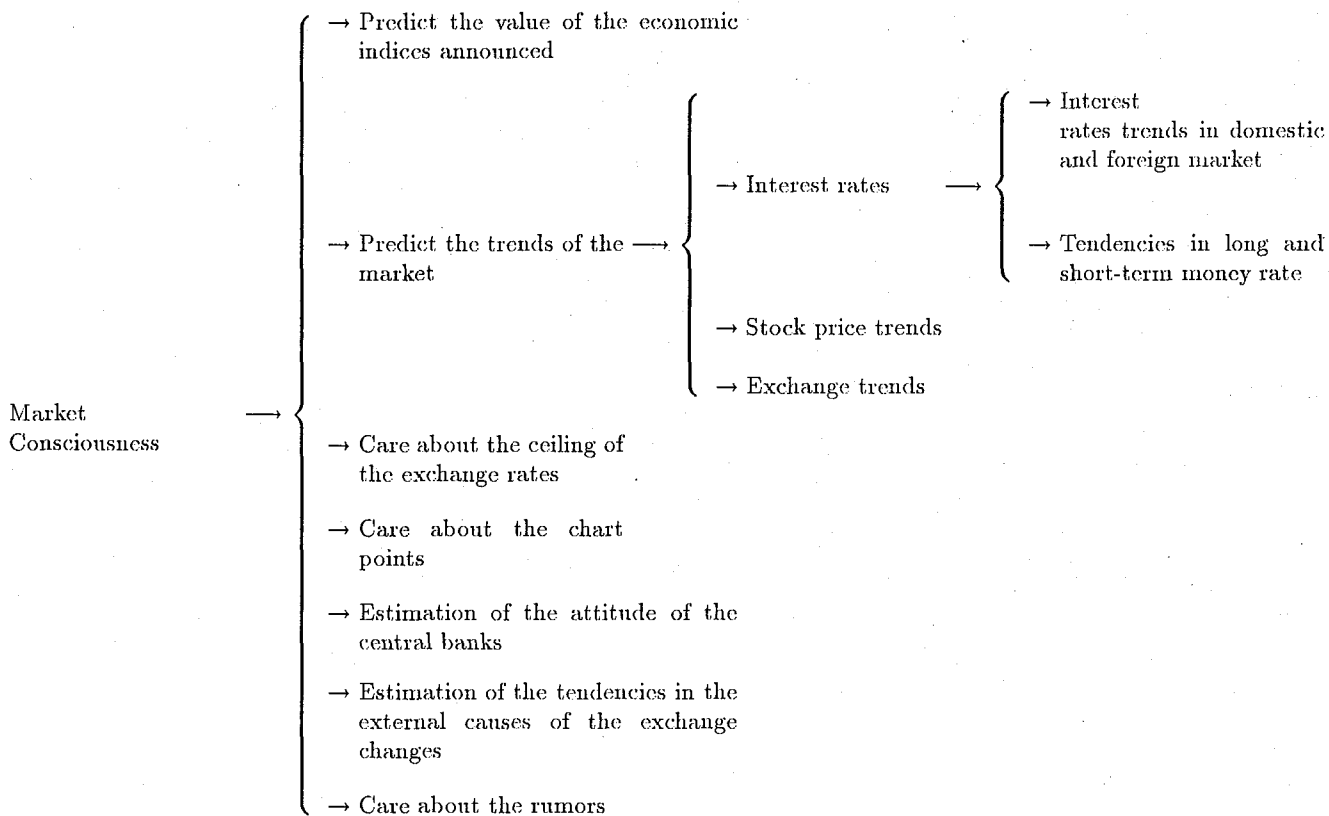 → Predict the value of the economic
indices announced
→ Predict the trends of the →
market
→ Interest rates →
→ Interest
rates trends in domestic
and foreign market
→ Tendencies in long and
short-term money rate
→ Stock price trends
→ Exchange trends
Market →
Consciousness
→ Care about the ceiling of
the exchange rates
→ Care about the chart
points
→ Estimation of the attitude of the
central banks
→ Estimation of the tendencies in the
external causes of the exchange
changes
→ Care about the rumors